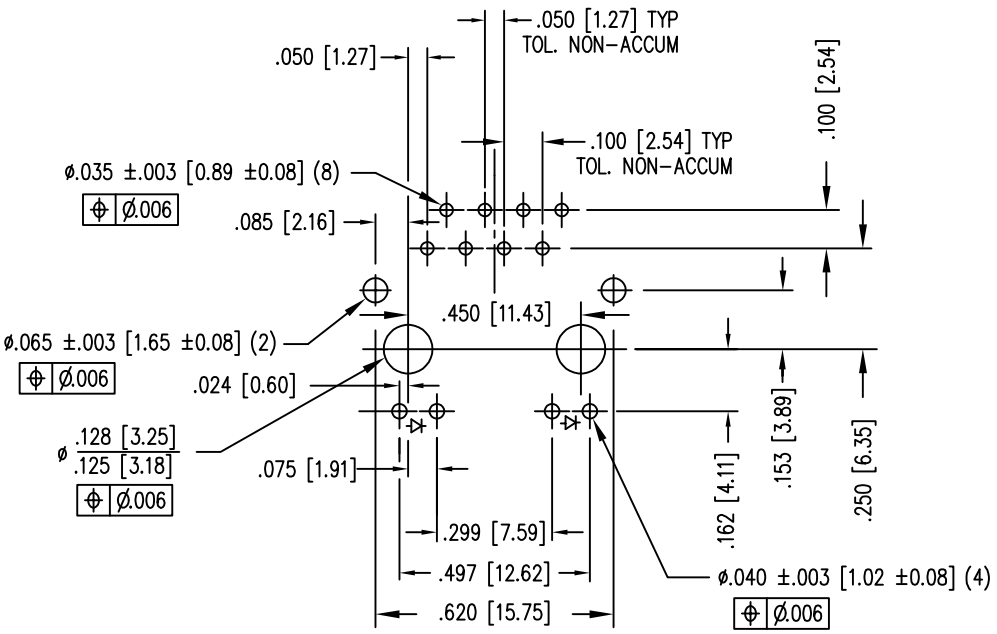 .050 [1.27] TYP
TOL. NON-ACCUM
.050 [1.27]
.100 [2.54]
.100 [2.54] TYP
TOL. NON-ACCUM
ø.035 ±.003 [0.89 ±0.08] (8)
⌖ Ø.006
.085 [2.16]
.450 [11.43]
ø.065 ±.003 [1.65 ±0.08] (2)
⌖ Ø.006
.024 [0.60]
ø .128 [3.25]
.125 [3.18]
⌖ Ø.006
.075 [1.91]
.162 [4.11]
.153 [3.89]
.250 [6.35]
.299 [7.59]
.497 [12.62]
.620 [15.75]
ø.040 ±.003 [1.02 ±0.08] (4)
⌖ Ø.006